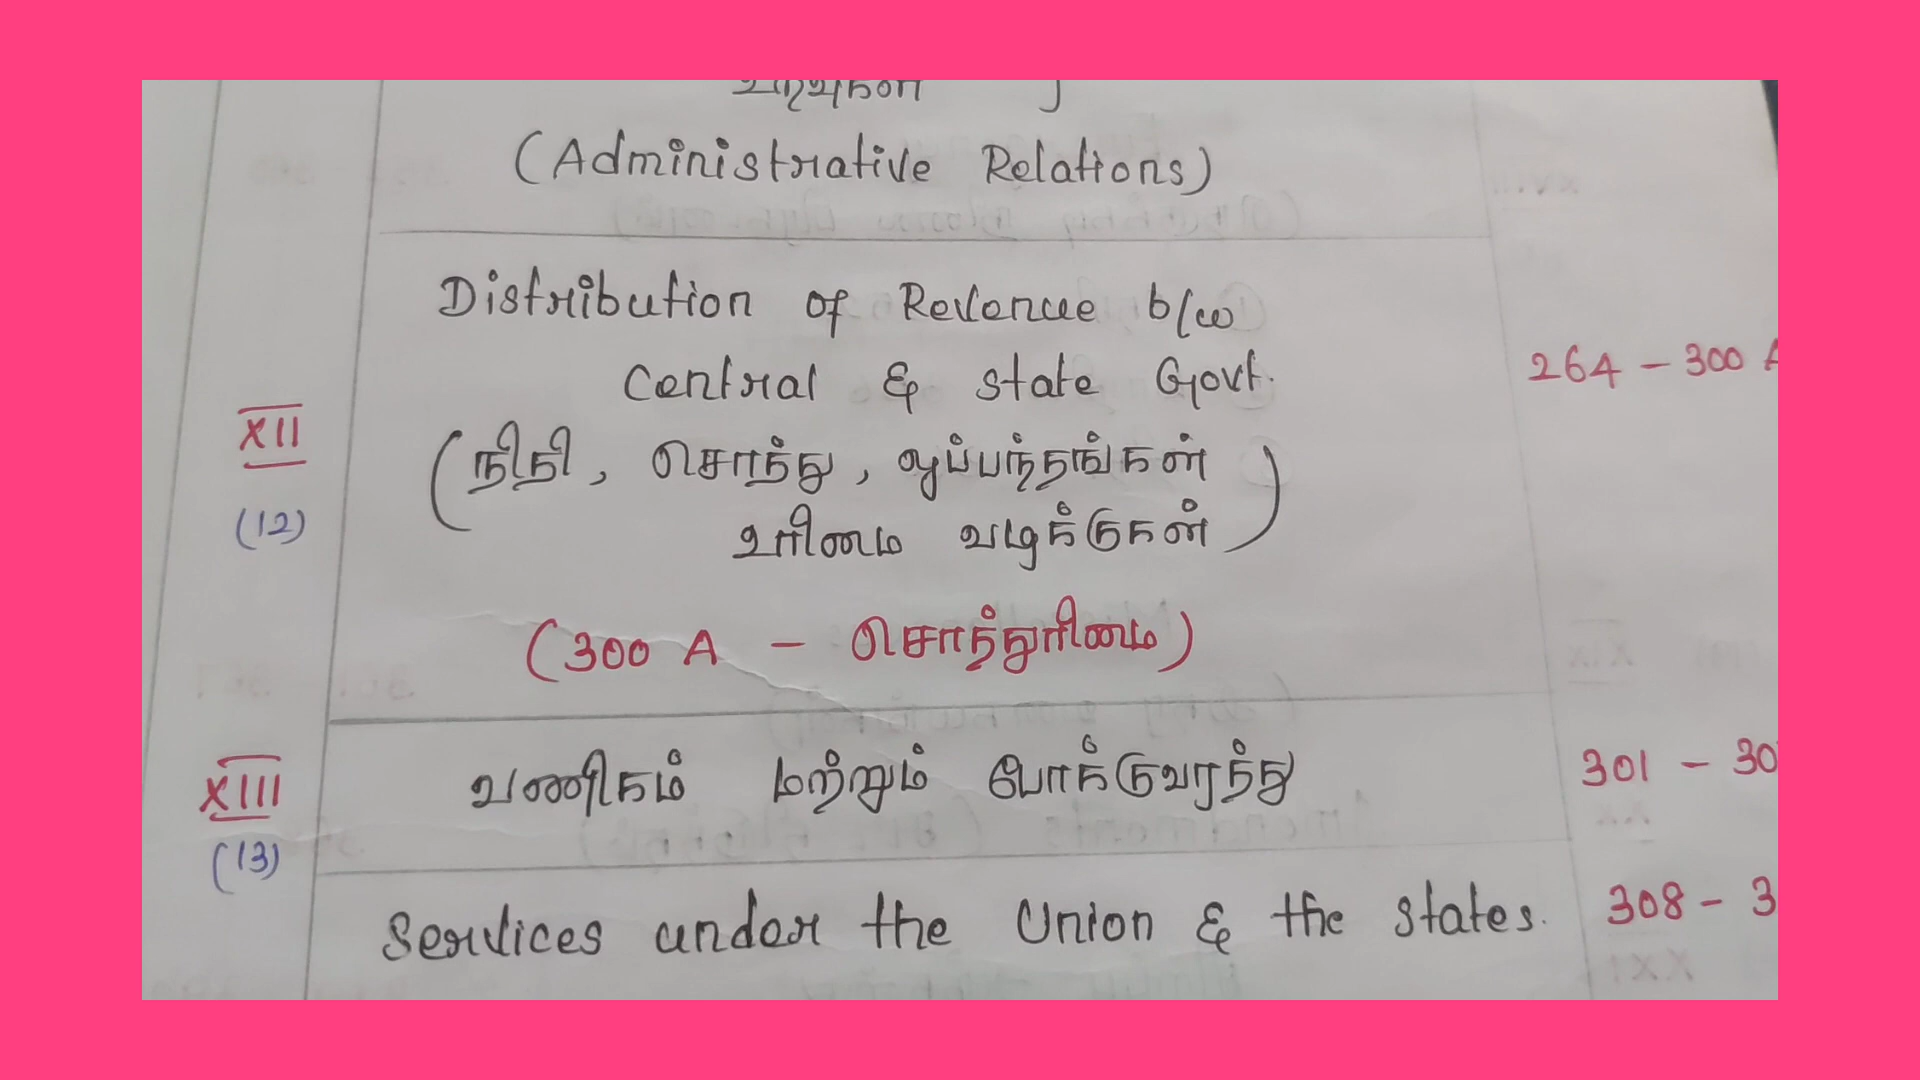 (Administrative Relations)
Distribution of Revenue b/w
Central & state Govt.
264 - 300 A
XII
(நிதி, சொந்து, ஒப்பந்தங்கள்
உரிமை வழக்குகள்)
(12)
(300 A - சொந்துரிமை)
XIII
வணிகம் மற்றும் போக்குவரந்து
301 - 30
(13)
Services under the Union & the states.
308 - 3